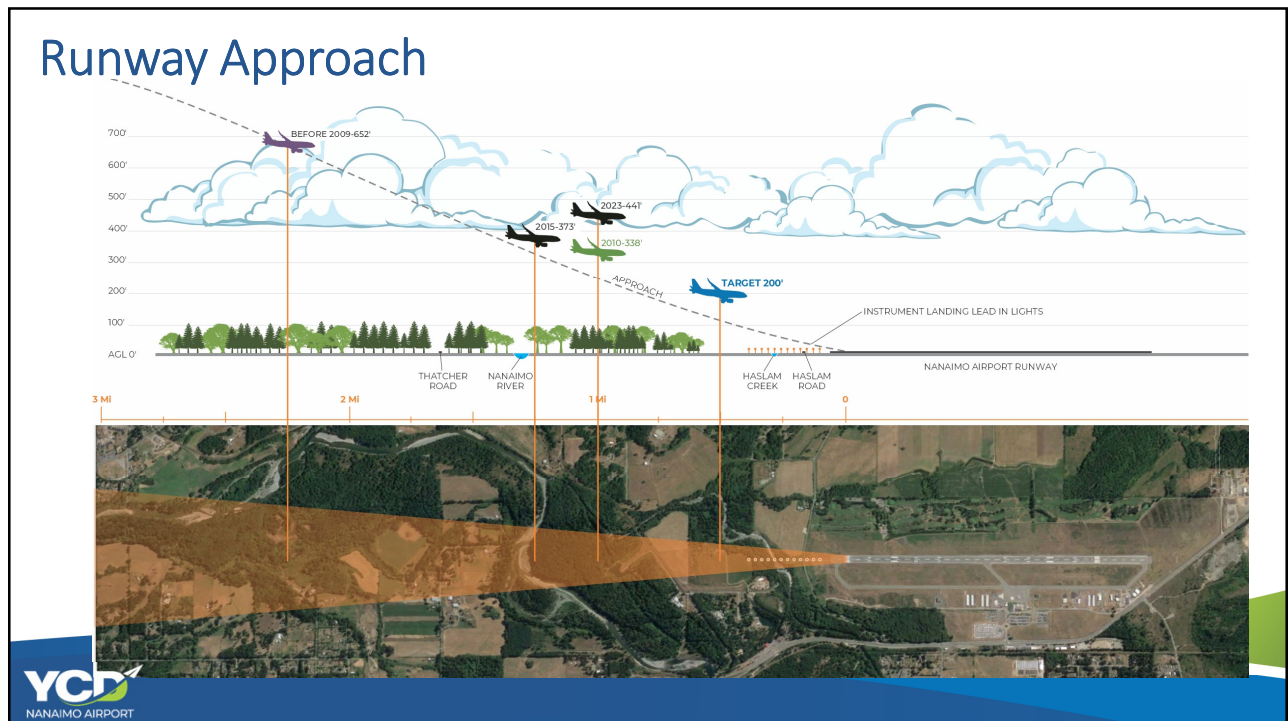 Runway Approach
700'
BEFORE 2009-652'
600'
500'
2023-441'
400'
2015-373'
2010-338'
300'
APPROACH
TARGET 200'
200'
INSTRUMENT LANDING LEAD IN LIGHTS
100'
AGL 0'
NANAIMO AIRPORT RUNWAY
THATCHER
ROAD
NANAIMO
RIVER
HASLAM
CREEK
HASLAM
ROAD
3 Mi
2 Mi
1 Mi
0
YCD
NANAIMO AIRPORT